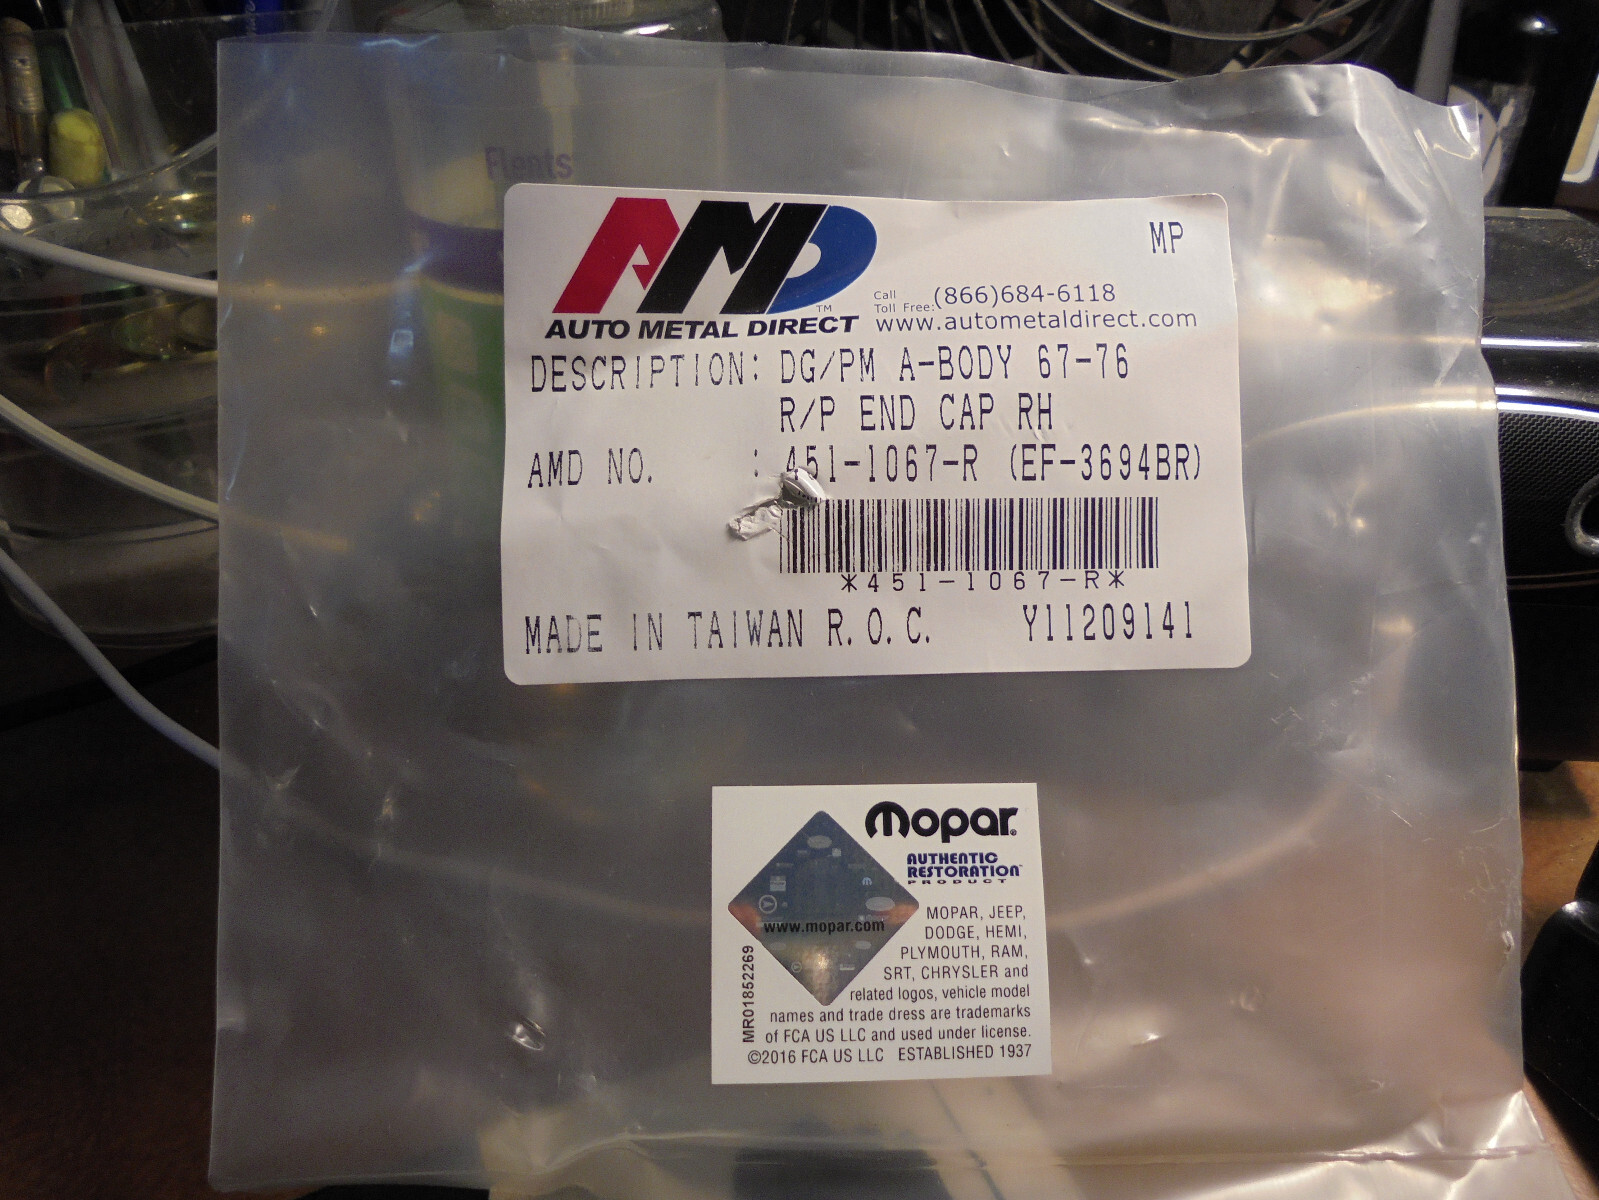 Flents
AMD™
MP
AUTO METAL DIRECT
Call
Toll Free: (866)684-6118
www.autometaldirect.com
DESCRIPTION: DG/PM A-BODY 67-76
R/P END CAP RH
AMD NO. : 451-1067-R (EF-3694BR)
*451-1067-R*
MADE IN TAIWAN R.O.C. Y11209141
Mopar®
AUTHENTIC
RESTORATION™
PRODUCT
www.mopar.com
MR01852269
MOPAR, JEEP,
DODGE, HEMI,
PLYMOUTH, RAM,
SRT, CHRYSLER and
related logos, vehicle model
names and trade dress are trademarks
of FCA US LLC and used under license.
©2016 FCA US LLC ESTABLISHED 1937